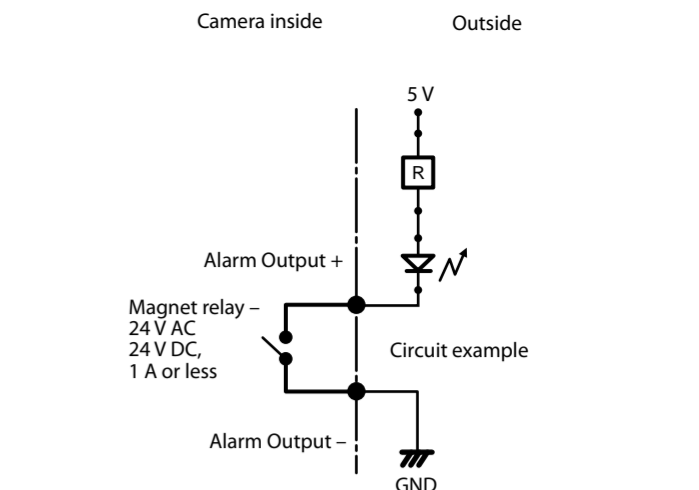 Camera inside
Outside
5 V
R
Alarm Output +
Magnet relay –
24 V AC
24 V DC,
1 A or less
Circuit example
Alarm Output –
GND